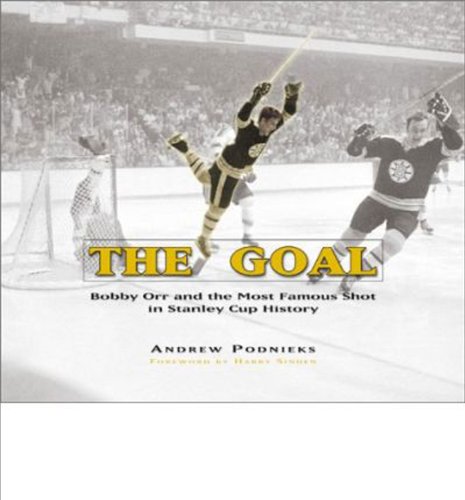 THE GOAL
Bobby Orr and the Most Famous Shot
in Stanley Cup History
ANDREW PODNIEKS
FOREWORD BY HARRY SINDEN